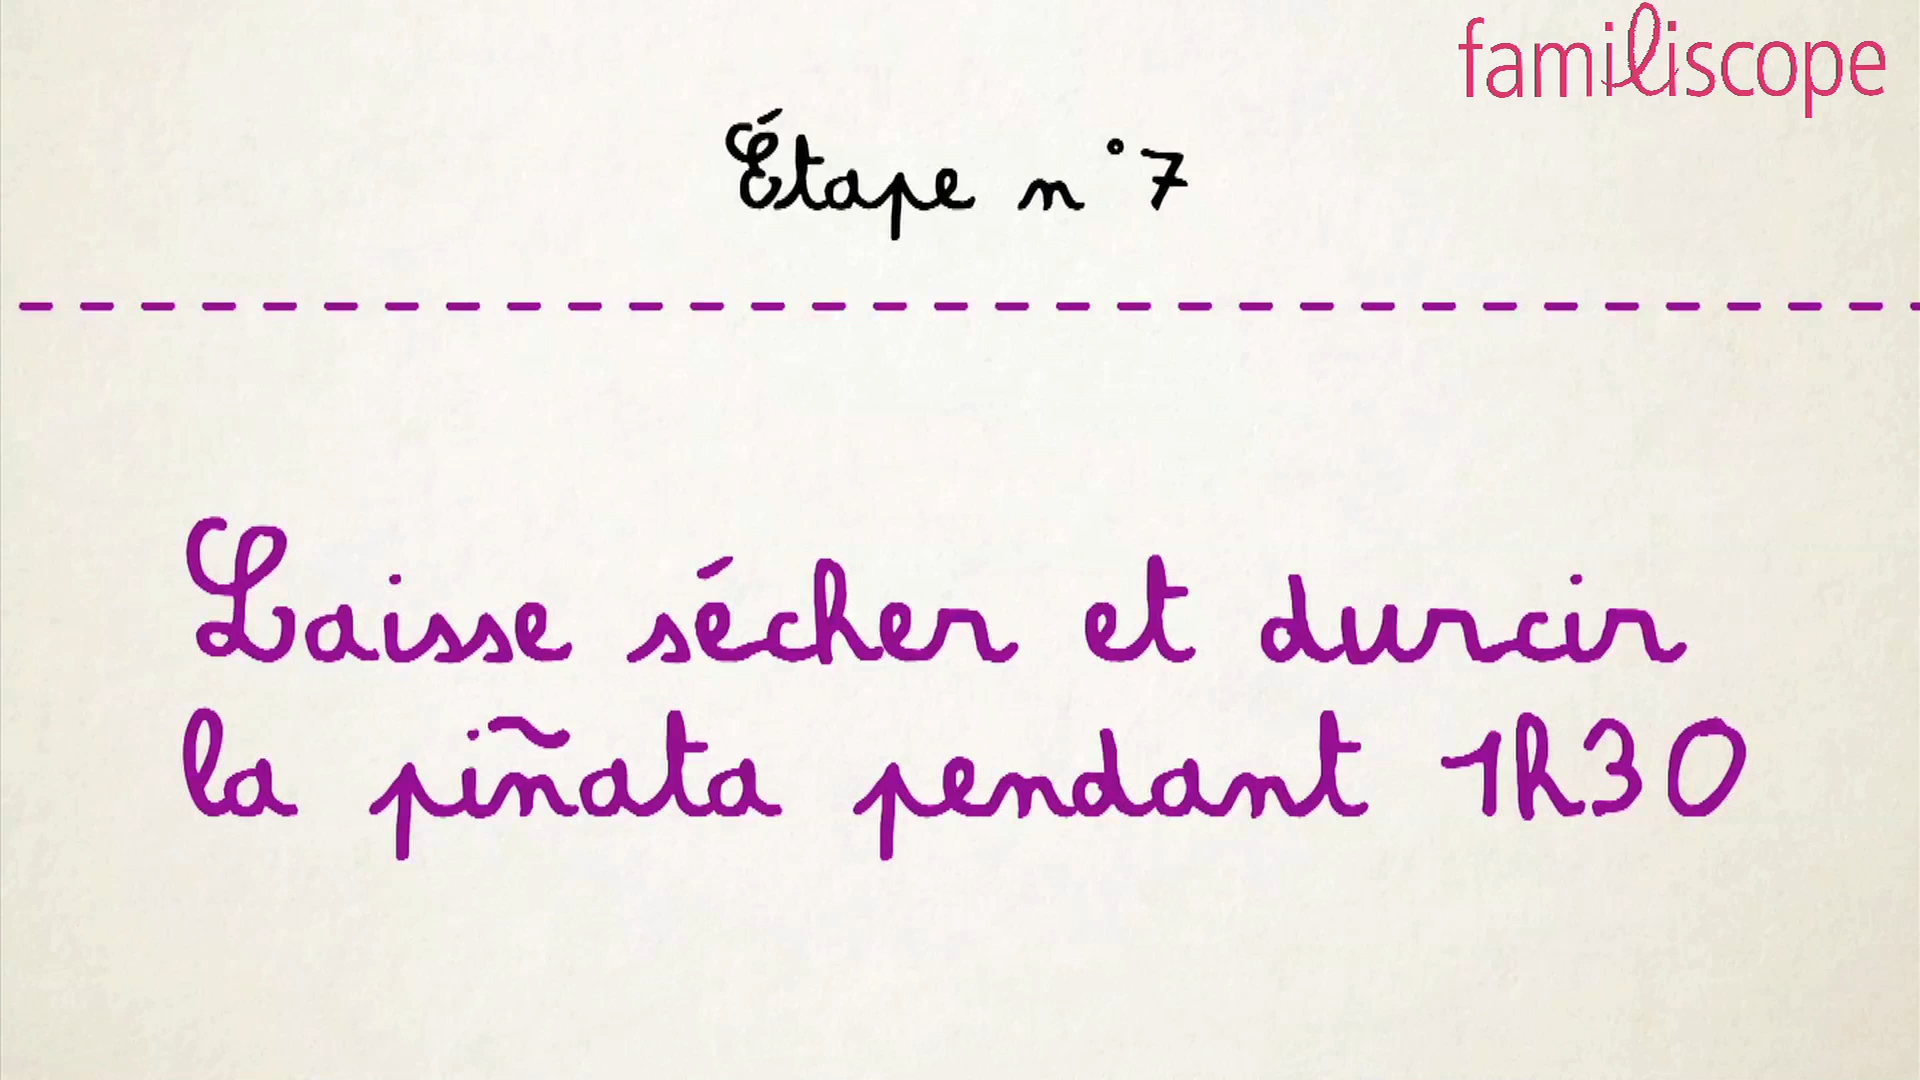 familiscope
Étape n°7
Laisse sécher et durcir
la piñata pendant 1h30